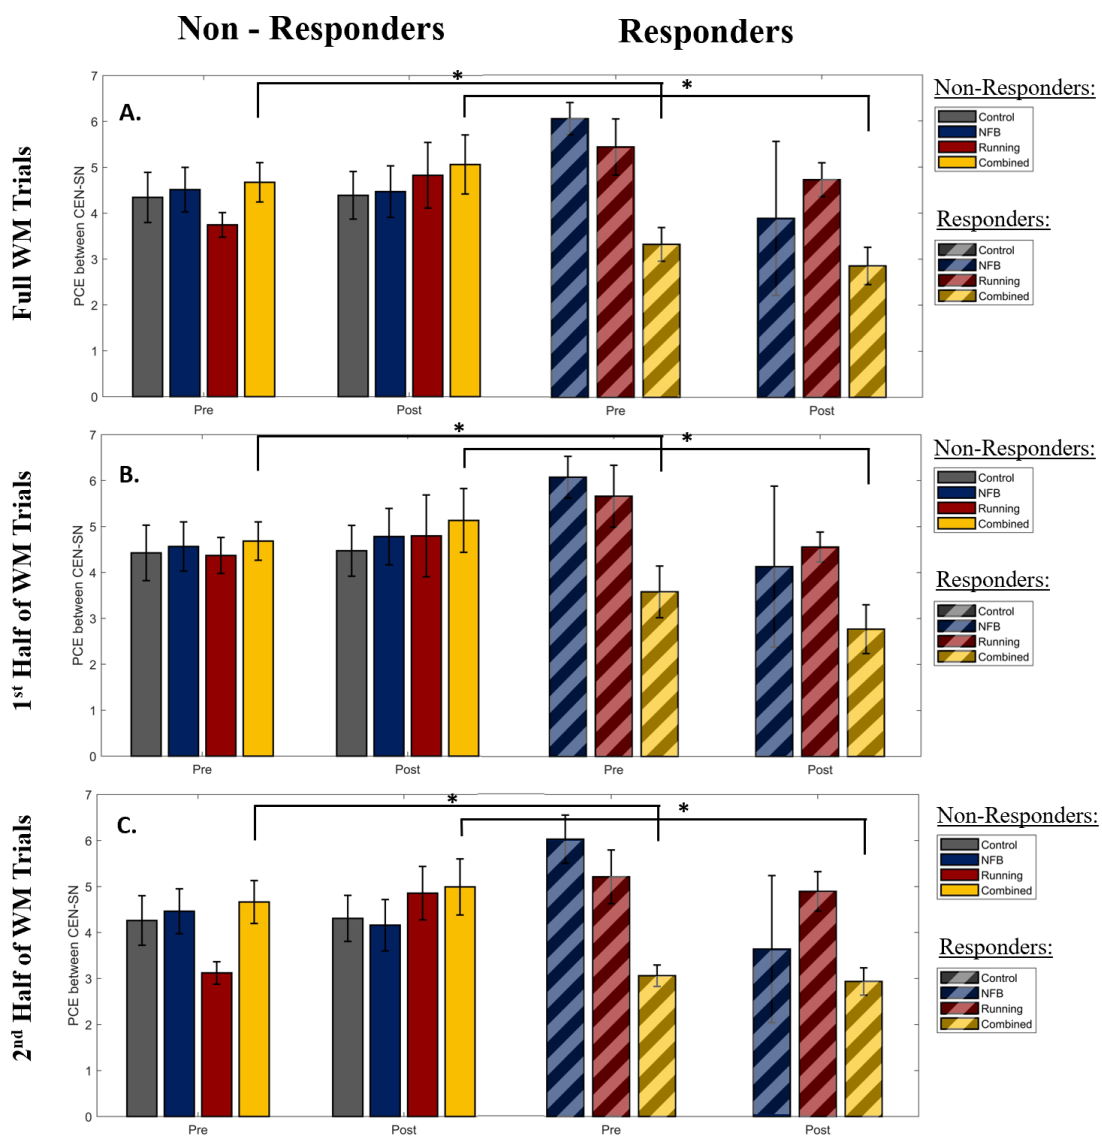 Non - Responders
Responders
Full WM Trials
PCE between CEN-SN
7
6
5
4
3
2
1
0
A.
*
*
Pre
Post
Pre
Post
Non-Responders:
Control
NFB
Running
Combined
Responders:
Control
NFB
Running
Combined
1st Half of WM Trials
PCE between CEN-SN
7
6
5
4
3
2
1
0
B.
*
*
Pre
Post
Pre
Post
Non-Responders:
Control
NFB
Running
Combined
Responders:
Control
NFB
Running
Combined
2nd Half of WM Trials
PCE between CEN-SN
7
6
5
4
3
2
1
0
C.
*
*
Pre
Post
Pre
Post
Non-Responders:
Control
NFB
Running
Combined
Responders:
Control
NFB
Running
Combined